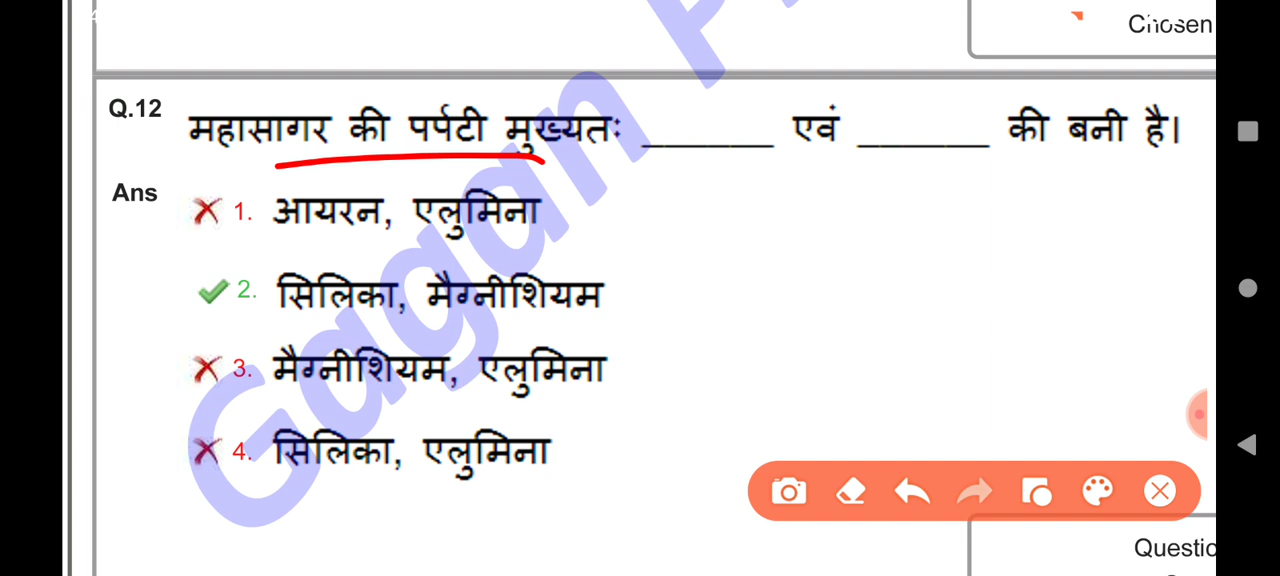 Chosen
Q.12 महासागर की पर्पटी मुख्यतः ______ एवं ______ की बनी है।
Ans
1. आयरन, एलुमिना
2. सिलिका, मैग्नीशियम
3. मैग्नीशियम, एलुमिना
4. सिलिका, एलुमिना
Gagan
Questio